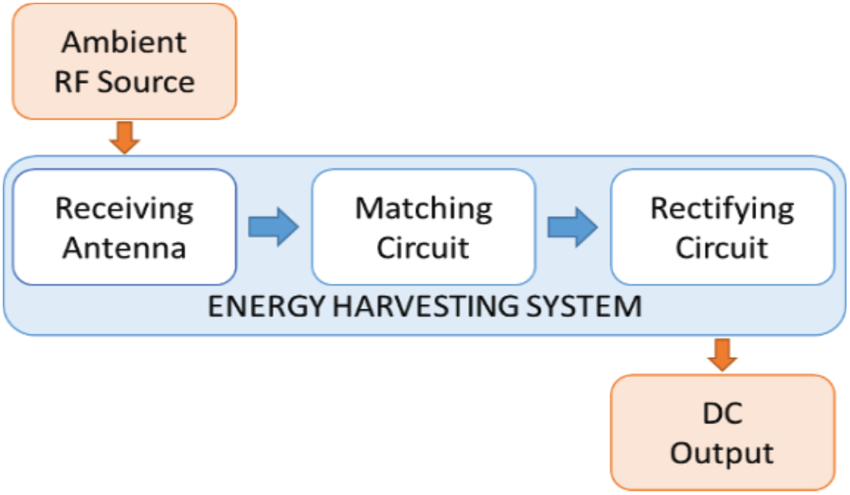 Ambient
RF Source
Receiving
Antenna
Matching
Circuit
Rectifying
Circuit
ENERGY HARVESTING SYSTEM
DC
Output